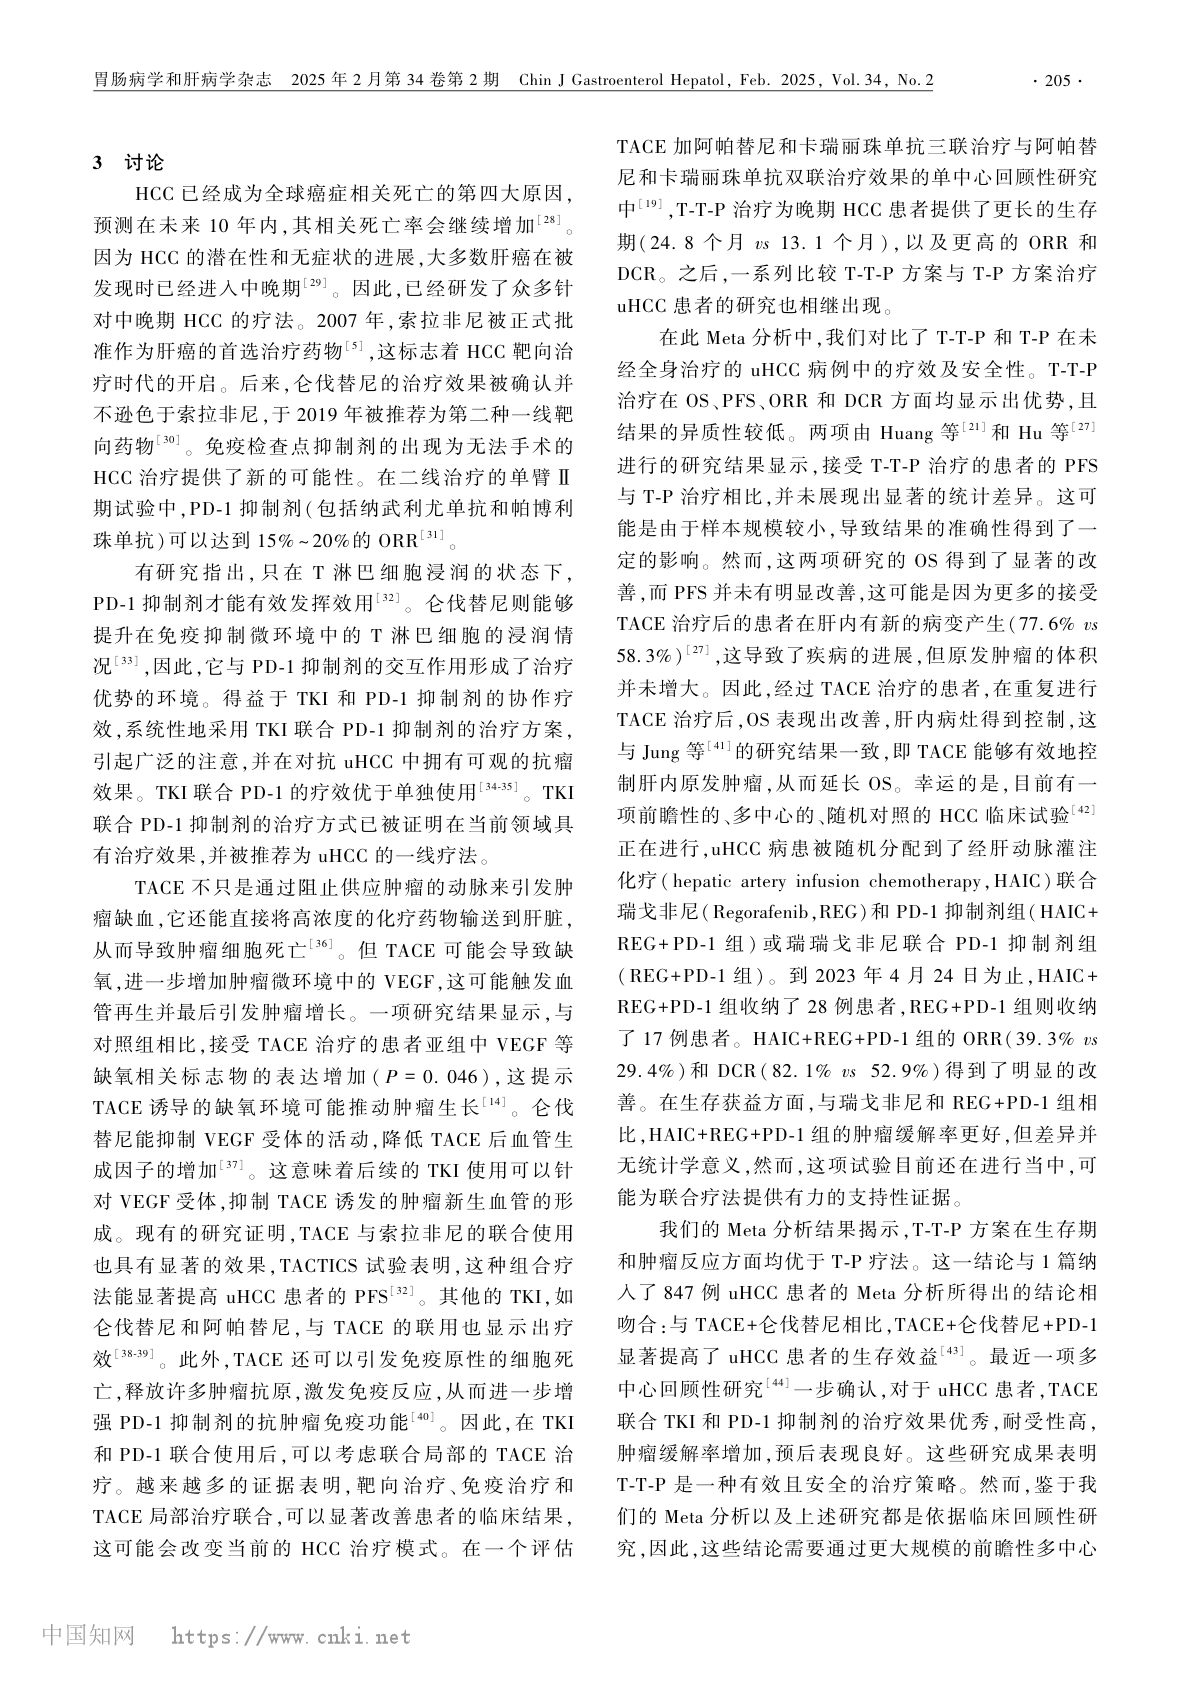 胃肠病学和肝病学杂志 2025 年 2 月第 34 卷第 2 期 Chin J Gastroenterol Hepatol, Feb. 2025, Vol. 34, No. 2 · 205 ·
3 讨论
HCC 已经成为全球癌症相关死亡的第四大原因,
预测在未来 10 年内,其相关死亡率会继续增加[28]。
因为 HCC 的潜在性和无症状的进展,大多数肝癌在被
发现时已经进入中晚期[29]。因此,已经研发了众多针
对中晚期 HCC 的疗法。2007 年,索拉非尼被正式批
准作为肝癌的首选治疗药物[5],这标志着 HCC 靶向治
疗时代的开启。后来,仑伐替尼的治疗效果被确认并
不逊色于索拉非尼,于 2019 年被推荐为第二种一线靶
向药物[30]。免疫检查点抑制剂的出现为无法手术的
HCC 治疗提供了新的可能性。在二线治疗的单臂 Ⅱ
期试验中,PD-1 抑制剂(包括纳武利尤单抗和帕博利
珠单抗)可以达到 15%~20%的 ORR[31]。
有研究指出,只在 T 淋巴细胞浸润的状态下,
PD-1 抑制剂才能有效发挥效用[32]。仑伐替尼则能够
提升在免疫抑制微环境中的 T 淋巴细胞的浸润情
况[33],因此,它与 PD-1 抑制剂的交互作用形成了治疗
优势的环境。得益于 TKI 和 PD-1 抑制剂的协作疗
效,系统性地采用 TKI 联合 PD-1 抑制剂的治疗方案,
引起广泛的注意,并在对抗 uHCC 中拥有可观的抗瘤
效果。TKI 联合 PD-1 的疗效优于单独使用[34-35]。TKI
联合 PD-1 抑制剂的治疗方式已被证明在当前领域具
有治疗效果,并被推荐为 uHCC 的一线疗法。
TACE 不只是通过阻止供应肿瘤的动脉来引发肿
瘤缺血,它还能直接将高浓度的化疗药物输送到肝脏,
从而导致肿瘤细胞死亡[36]。但 TACE 可能会导致缺
氧,进一步增加肿瘤微环境中的 VEGF,这可能触发血
管再生并最后引发肿瘤增长。一项研究结果显示,与
对照组相比,接受 TACE 治疗的患者亚组中 VEGF 等
缺氧相关标志物的表达增加(P = 0. 046),这提示
TACE 诱导的缺氧环境可能推动肿瘤生长[14]。仑伐
替尼能抑制 VEGF 受体的活动,降低 TACE 后血管生
成因子的增加[37]。这意味着后续的 TKI 使用可以针
对 VEGF 受体,抑制 TACE 诱发的肿瘤新生血管的形
成。现有的研究证明,TACE 与索拉非尼的联合使用
也具有显著的效果,TACTICS 试验表明,这种组合疗
法能显著提高 uHCC 患者的 PFS[32]。其他的 TKI,如
仑伐替尼和阿帕替尼,与 TACE 的联用也显示出疗
效[38-39]。此外,TACE 还可以引发免疫原性的细胞死
亡,释放许多肿瘤抗原,激发免疫反应,从而进一步增
强 PD-1 抑制剂的抗肿瘤免疫功能[40]。因此,在 TKI
和 PD-1 联合使用后,可以考虑联合局部的 TACE 治
疗。越来越多的证据表明,靶向治疗、免疫治疗和
TACE 局部治疗联合,可以显著改善患者的临床结果,
这可能会改变当前的 HCC 治疗模式。在一个评估
TACE 加阿帕替尼和卡瑞丽珠单抗三联治疗与阿帕替
尼和卡瑞丽珠单抗双联治疗效果的单中心回顾性研究
中[19],T-T-P 治疗为晚期 HCC 患者提供了更长的生存
期(24. 8 个月 vs 13. 1 个月),以及更高的 ORR 和
DCR。之后,一系列比较 T-T-P 方案与 T-P 方案治疗
uHCC 患者的研究也相继出现。
在此 Meta 分析中,我们对比了 T-T-P 和 T-P 在未
经全身治疗的 uHCC 病例中的疗效及安全性。T-T-P
治疗在 OS、PFS、ORR 和 DCR 方面均显示出优势,且
结果的异质性较低。两项由 Huang 等[21]和 Hu 等[27]
进行的研究结果显示,接受 T-T-P 治疗的患者的 PFS
与 T-P 治疗相比,并未展现出显著的统计差异。这可
能是由于样本规模较小,导致结果的准确性得到了一
定的影响。然而,这两项研究的 OS 得到了显著的改
善,而 PFS 并未有明显改善,这可能是因为更多的接受
TACE 治疗后的患者在肝内有新的病变产生(77. 6% vs
58. 3%)[27],这导致了疾病的进展,但原发肿瘤的体积
并未增大。因此,经过 TACE 治疗的患者,在重复进行
TACE 治疗后,OS 表现出改善,肝内病灶得到控制,这
与 Jung 等[41]的研究结果一致,即 TACE 能够有效地控
制肝内原发肿瘤,从而延长 OS。幸运的是,目前有一
项前瞻性的、多中心的、随机对照的 HCC 临床试验[42]
正在进行,uHCC 病患被随机分配到了经肝动脉灌注
化疗(hepatic artery infusion chemotherapy,HAIC)联合
瑞戈非尼(Regorafenib,REG)和 PD-1 抑制剂组(HAIC+
REG+PD-1 组)或瑞瑞戈非尼联合 PD-1 抑制剂组
(REG+PD-1 组)。到 2023 年 4 月 24 日为止,HAIC+
REG+PD-1 组收纳了 28 例患者,REG+PD-1 组则收纳
了 17 例患者。HAIC+REG+PD-1 组的 ORR(39. 3% vs
29. 4%)和 DCR(82. 1% vs 52. 9%)得到了明显的改
善。在生存获益方面,与瑞戈非尼和 REG+PD-1 组相
比,HAIC+REG+PD-1 组的肿瘤缓解率更好,但差异并
无统计学意义,然而,这项试验目前还在进行当中,可
能为联合疗法提供有力的支持性证据。
我们的 Meta 分析结果揭示,T-T-P 方案在生存期
和肿瘤反应方面均优于 T-P 疗法。这一结论与 1 篇纳
入了 847 例 uHCC 患者的 Meta 分析所得出的结论相
吻合:与 TACE+仑伐替尼相比,TACE+仑伐替尼+PD-1
显著提高了 uHCC 患者的生存效益[43]。最近一项多
中心回顾性研究[44]一步确认,对于 uHCC 患者,TACE
联合 TKI 和 PD-1 抑制剂的治疗效果优秀,耐受性高,
肿瘤缓解率增加,预后表现良好。这些研究成果表明
T-T-P 是一种有效且安全的治疗策略。然而,鉴于我
们的 Meta 分析以及上述研究都是依据临床回顾性研
究,因此,这些结论需要通过更大规模的前瞻性多中心
中国知网 https://www.cnki.net